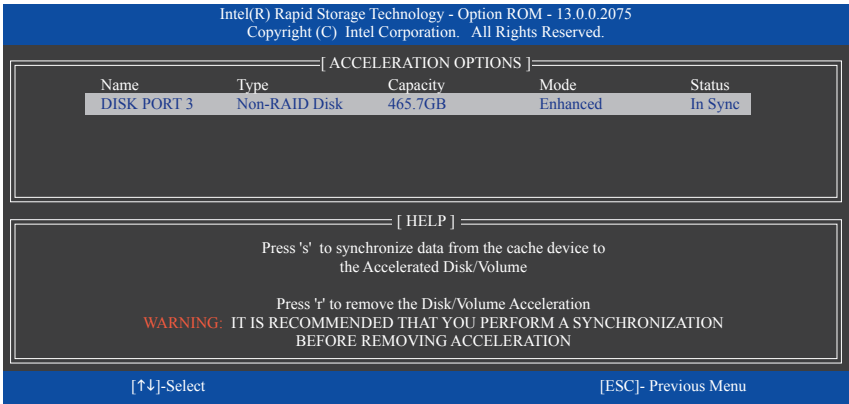 Intel(R) Rapid Storage Technology - Option ROM - 13.0.0.2075
Copyright (C) Intel Corporation. All Rights Reserved.
[ ACCELERATION OPTIONS ]
Name Type Capacity Mode Status
DISK PORT 3 Non-RAID Disk 465.7GB Enhanced In Sync
[ HELP ]
Press 's' to synchronize data from the cache device to
the Accelerated Disk/Volume
Press 'r' to remove the Disk/Volume Acceleration
WARNING: IT IS RECOMMENDED THAT YOU PERFORM A SYNCHRONIZATION
BEFORE REMOVING ACCELERATION
[↑↓]-Select [ESC]- Previous Menu